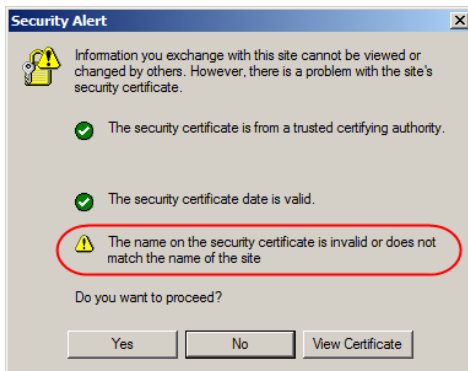 Security Alert
Information you exchange with this site cannot be viewed or
changed by others. However, there is a problem with the site's
security certificate.
The security certificate is from a trusted certifying authority.
The security certificate date is valid.
The name on the security certificate is invalid or does not
match the name of the site
Do you want to proceed?
Yes
No
View Certificate